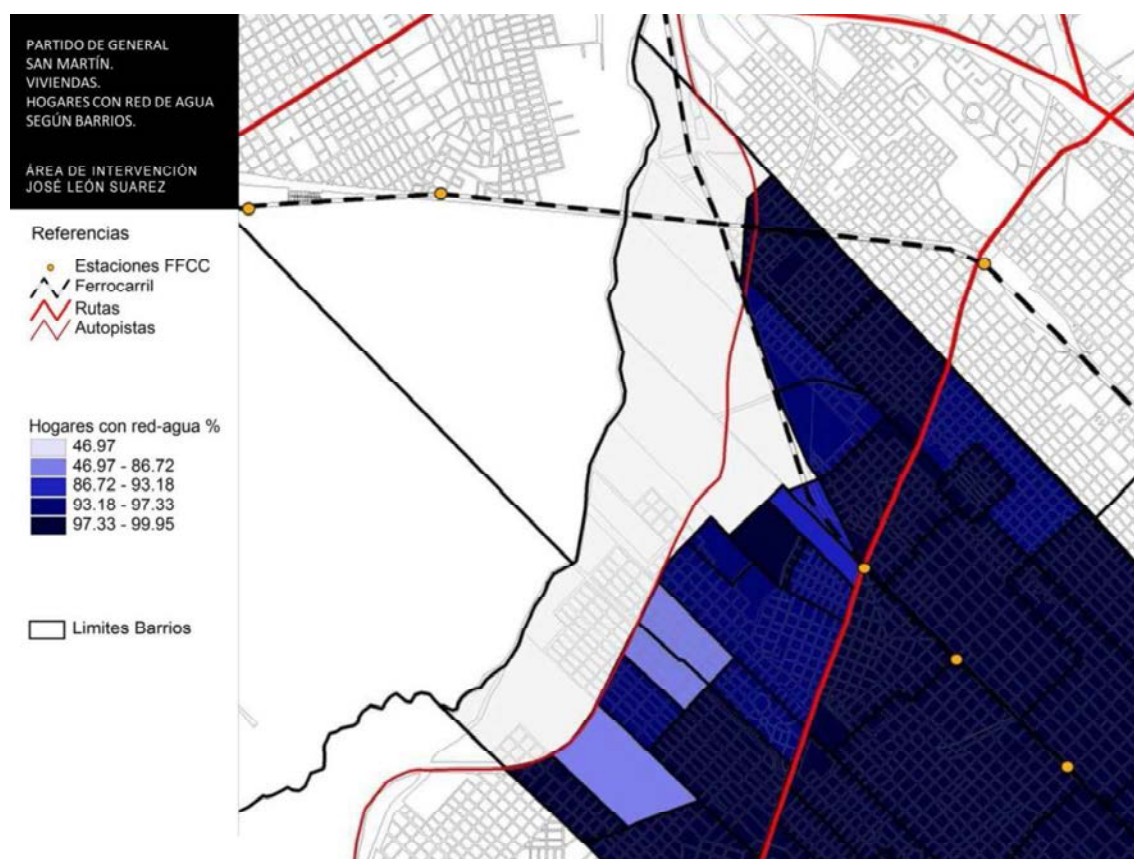 PARTIDO DE GENERAL
SAN MARTÍN.
VIVIENDAS.
HOGARES CON RED DE AGUA
SEGÚN BARRIOS.
ÁREA DE INTERVENCIÓN
JOSÉ LEÓN SUAREZ
Referencias
Estaciones FFCC
Ferrocarril
Rutas
Autopistas
Hogares con red-agua %
46.97
46.97 - 86.72
86.72 - 93.18
93.18 - 97.33
97.33 - 99.95
Limites Barrios